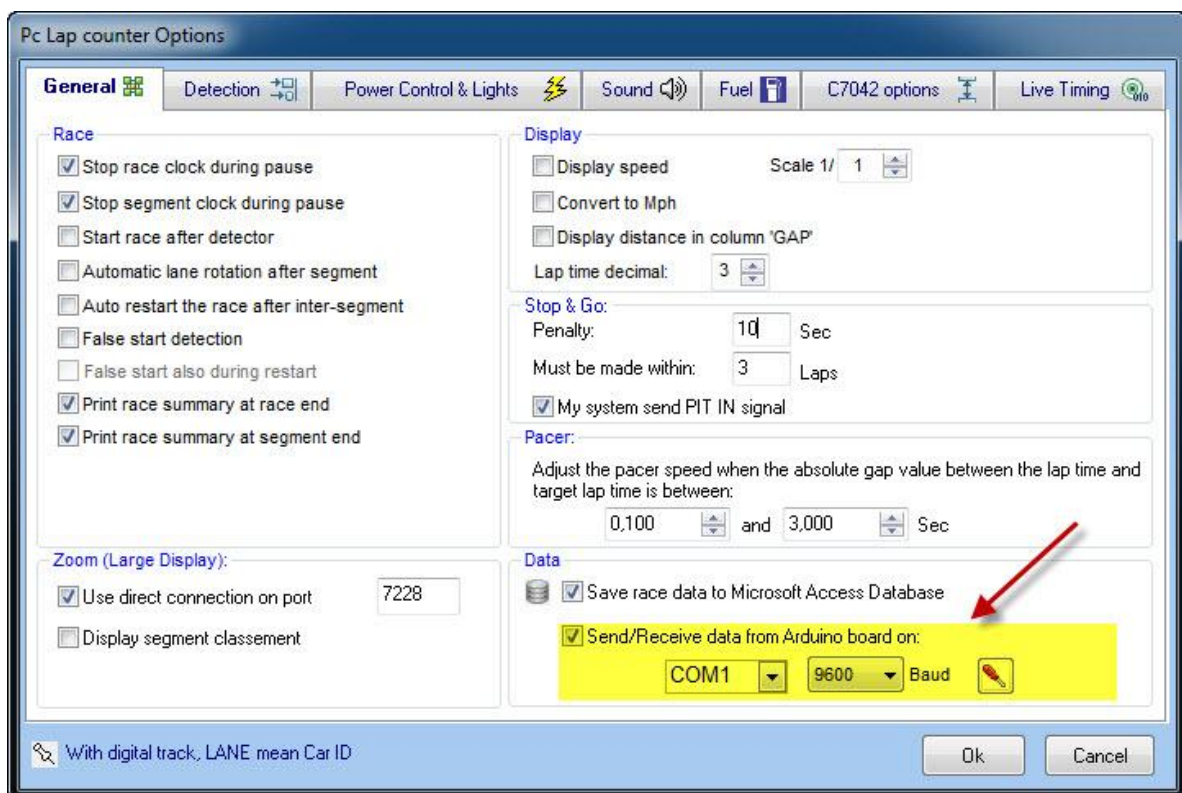 Pc Lap counter Options
General
Detection
Power Control & Lights
Sound
Fuel
C7042 options
Live Timing
Race
Stop race clock during pause
Stop segment clock during pause
Start race after detector
Automatic lane rotation after segment
Auto restart the race after inter-segment
False start detection
False start also during restart
Print race summary at race end
Print race summary at segment end
Display
Display speed
Scale 1/ 1
Convert to Mph
Display distance in column 'GAP'
Lap time decimal: 3
Stop & Go:
Penalty: 10 Sec
Must be made within: 3 Laps
My system send PIT IN signal
Pacer:
Adjust the pacer speed when the absolute gap value between the lap time and
target lap time is between:
0,100 and 3,000 Sec
Zoom (Large Display):
Use direct connection on port 7228
Display segment classement
Data
Save race data to Microsoft Access Database
Send/Receive data from Arduino board on:
COM1 9600 Baud
With digital track, LANE mean Car ID
Ok
Cancel